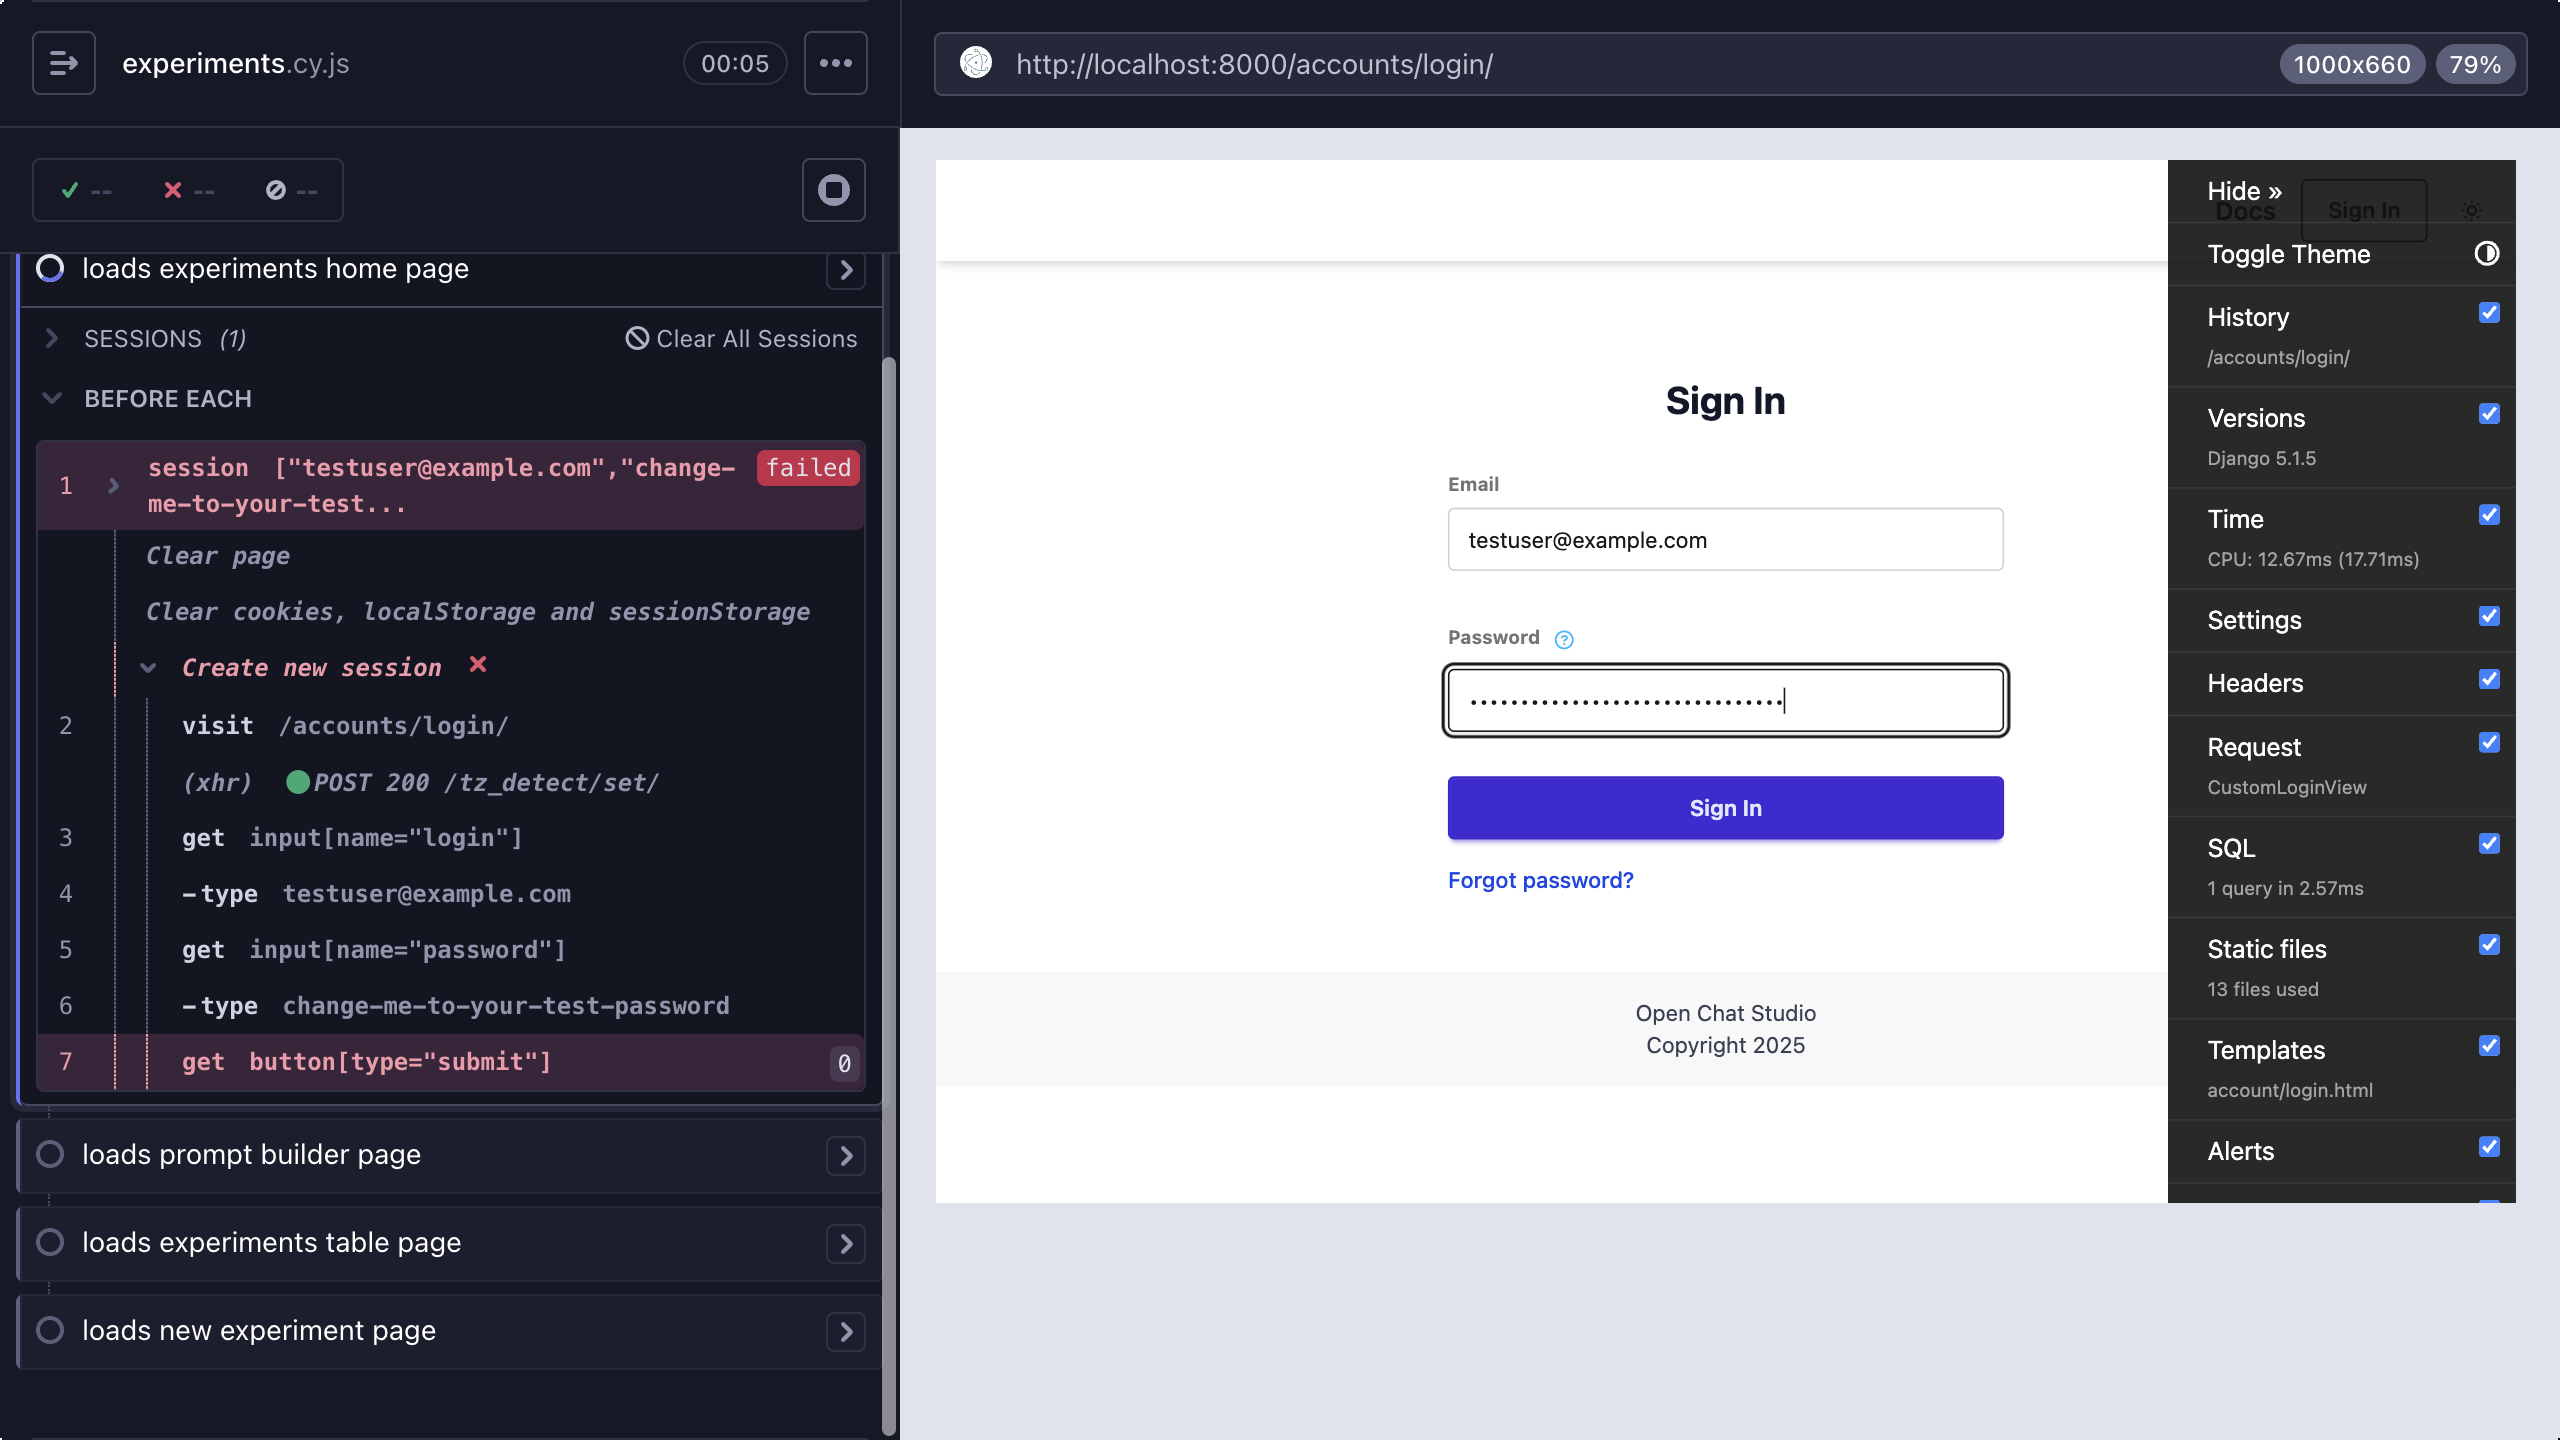 experiments.cy.js
00:05
-- -- --
loads experiments home page
SESSIONS (1)
Clear All Sessions
BEFORE EACH
1 session ["testuser@example.com","change-
me-to-your-test...
failed
Clear page
Clear cookies, localStorage and sessionStorage
Create new session
2 visit /accounts/login/
(xhr) POST 200 /tz_detect/set/
3 get input[name="login"]
4 -type testuser@example.com
5 get input[name="password"]
6 -type change-me-to-your-test-password
7 get button[type="submit"] 0
loads prompt builder page
loads experiments table page
loads new experiment page
http://localhost:8000/accounts/login/
1000x660
79%
Sign In
Email
testuser@example.com
Password ?
Sign In
Forgot password?
Open Chat Studio
Copyright 2025
Hide »
Docs
Sign In
Toggle Theme
History
/accounts/login/
Versions
Django 5.1.5
Time
CPU: 12.67ms (17.71ms)
Settings
Headers
Request
CustomLoginView
SQL
1 query in 2.57ms
Static files
13 files used
Templates
account/login.html
Alerts